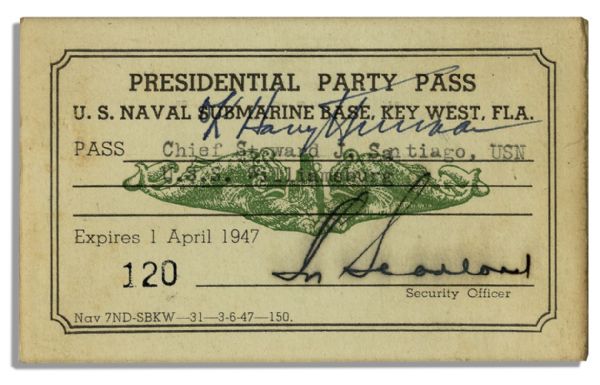 PRESIDENTIAL PARTY PASS
U. S. NAVAL SUBMARINE BASE, KEY WEST, FLA.
Harry Truman
PASS Chief Steward J. Santiago, USN
U.S.S. Williamsburg
Expires 1 April 1947
120
Security Officer
Nav 7ND-SBKW—31—3-6-47—150.